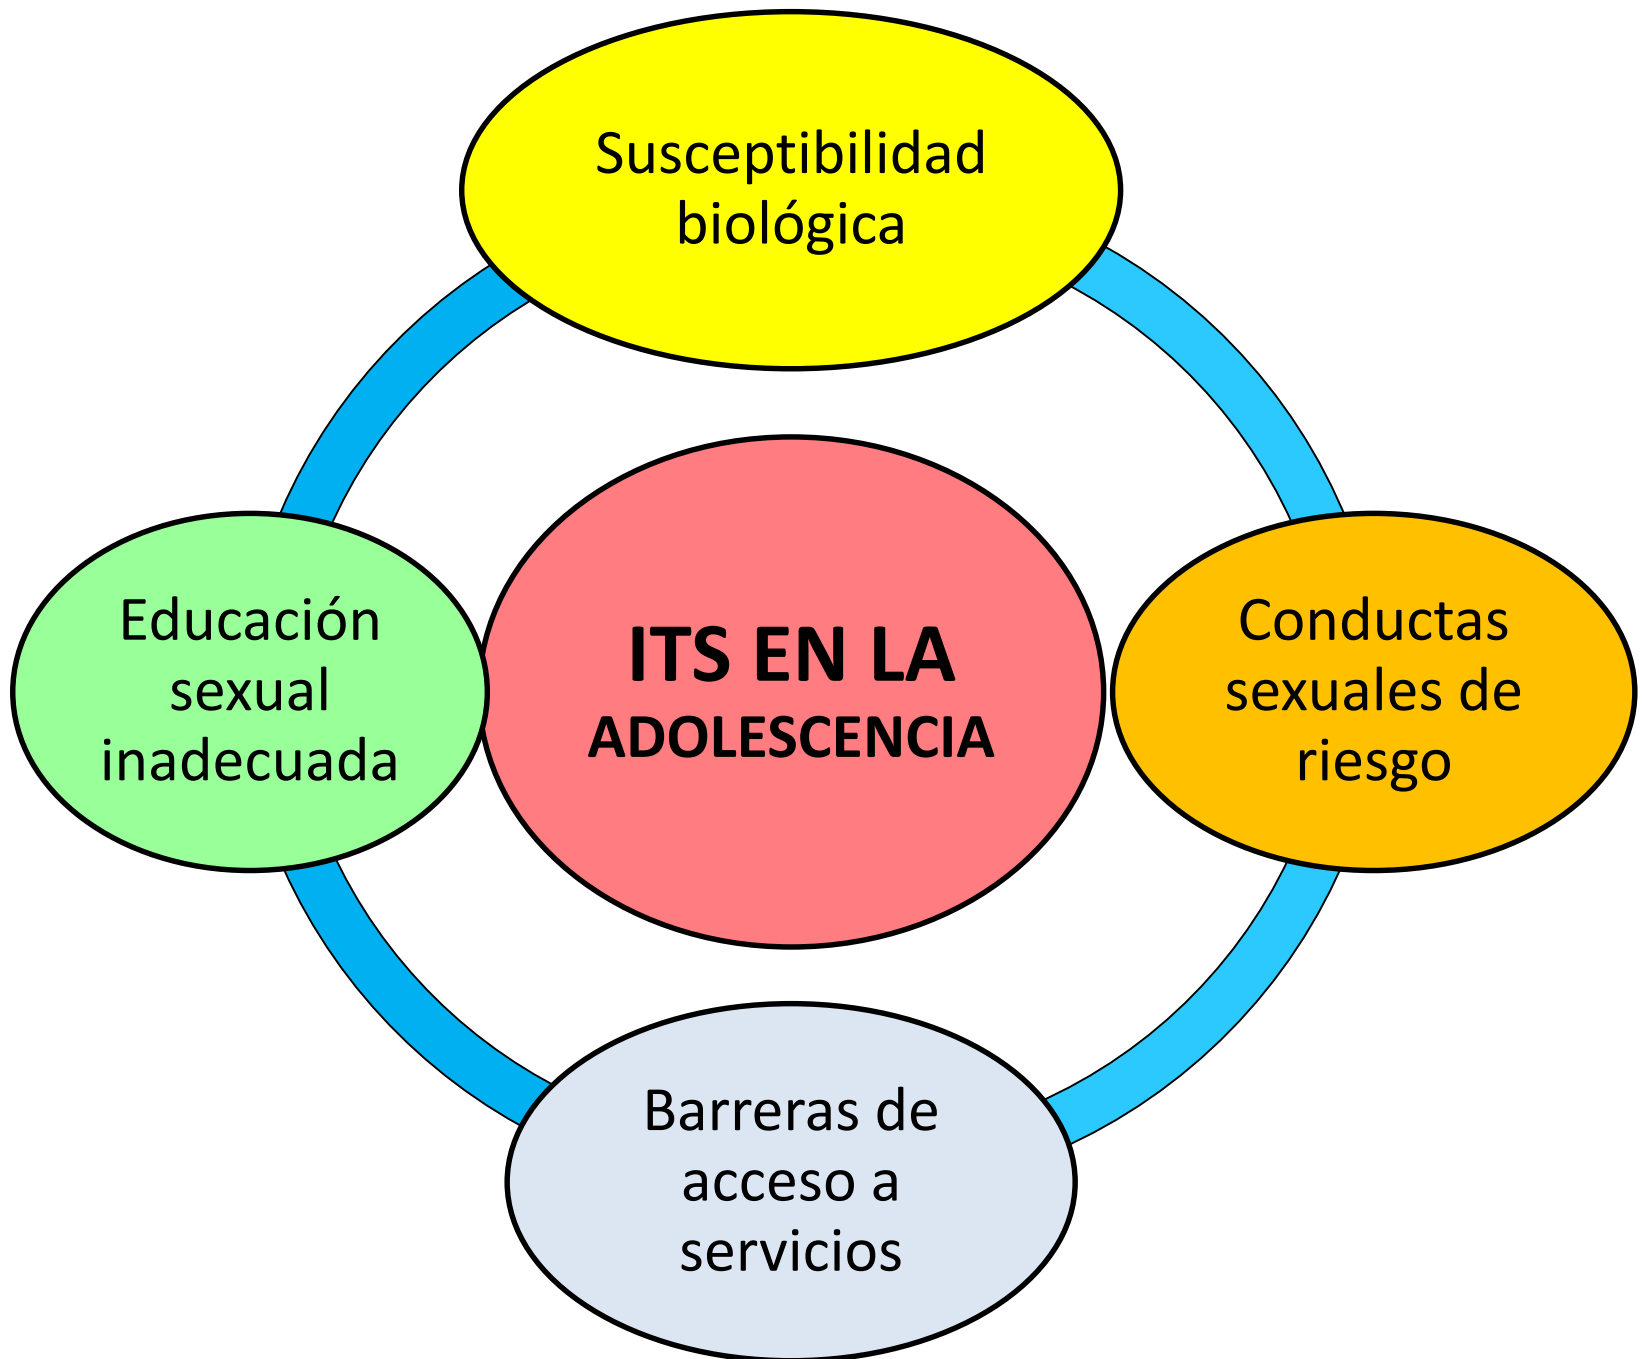 Susceptibilidad
biológica
Educación
sexual
inadecuada
ITS EN LA
ADOLESCENCIA
Conductas
sexuales de
riesgo
Barreras de
acceso a
servicios